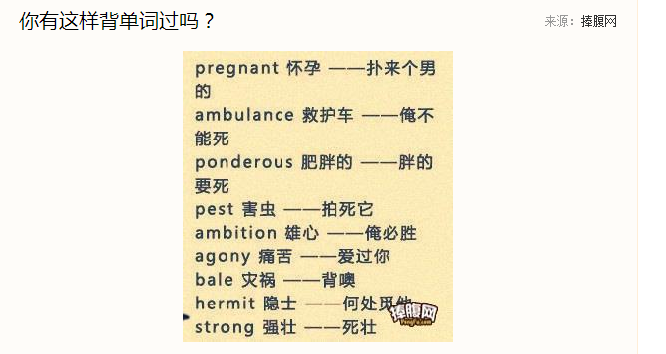 你有这样背单词过吗？
来源：捧腹网
pregnant 怀孕 ——扑来个男
的
ambulance 救护车 ——俺不
能死
ponderous 肥胖的 ——胖的
要死
pest 害虫 ——拍死它
ambition 雄心 ——俺必胜
agony 痛苦 ——爱过你
bale 灾祸 ——背噢
hermit 隐士 ——何处觅他
捧腹网
PengFu.com
strong 强壮 ——死壮